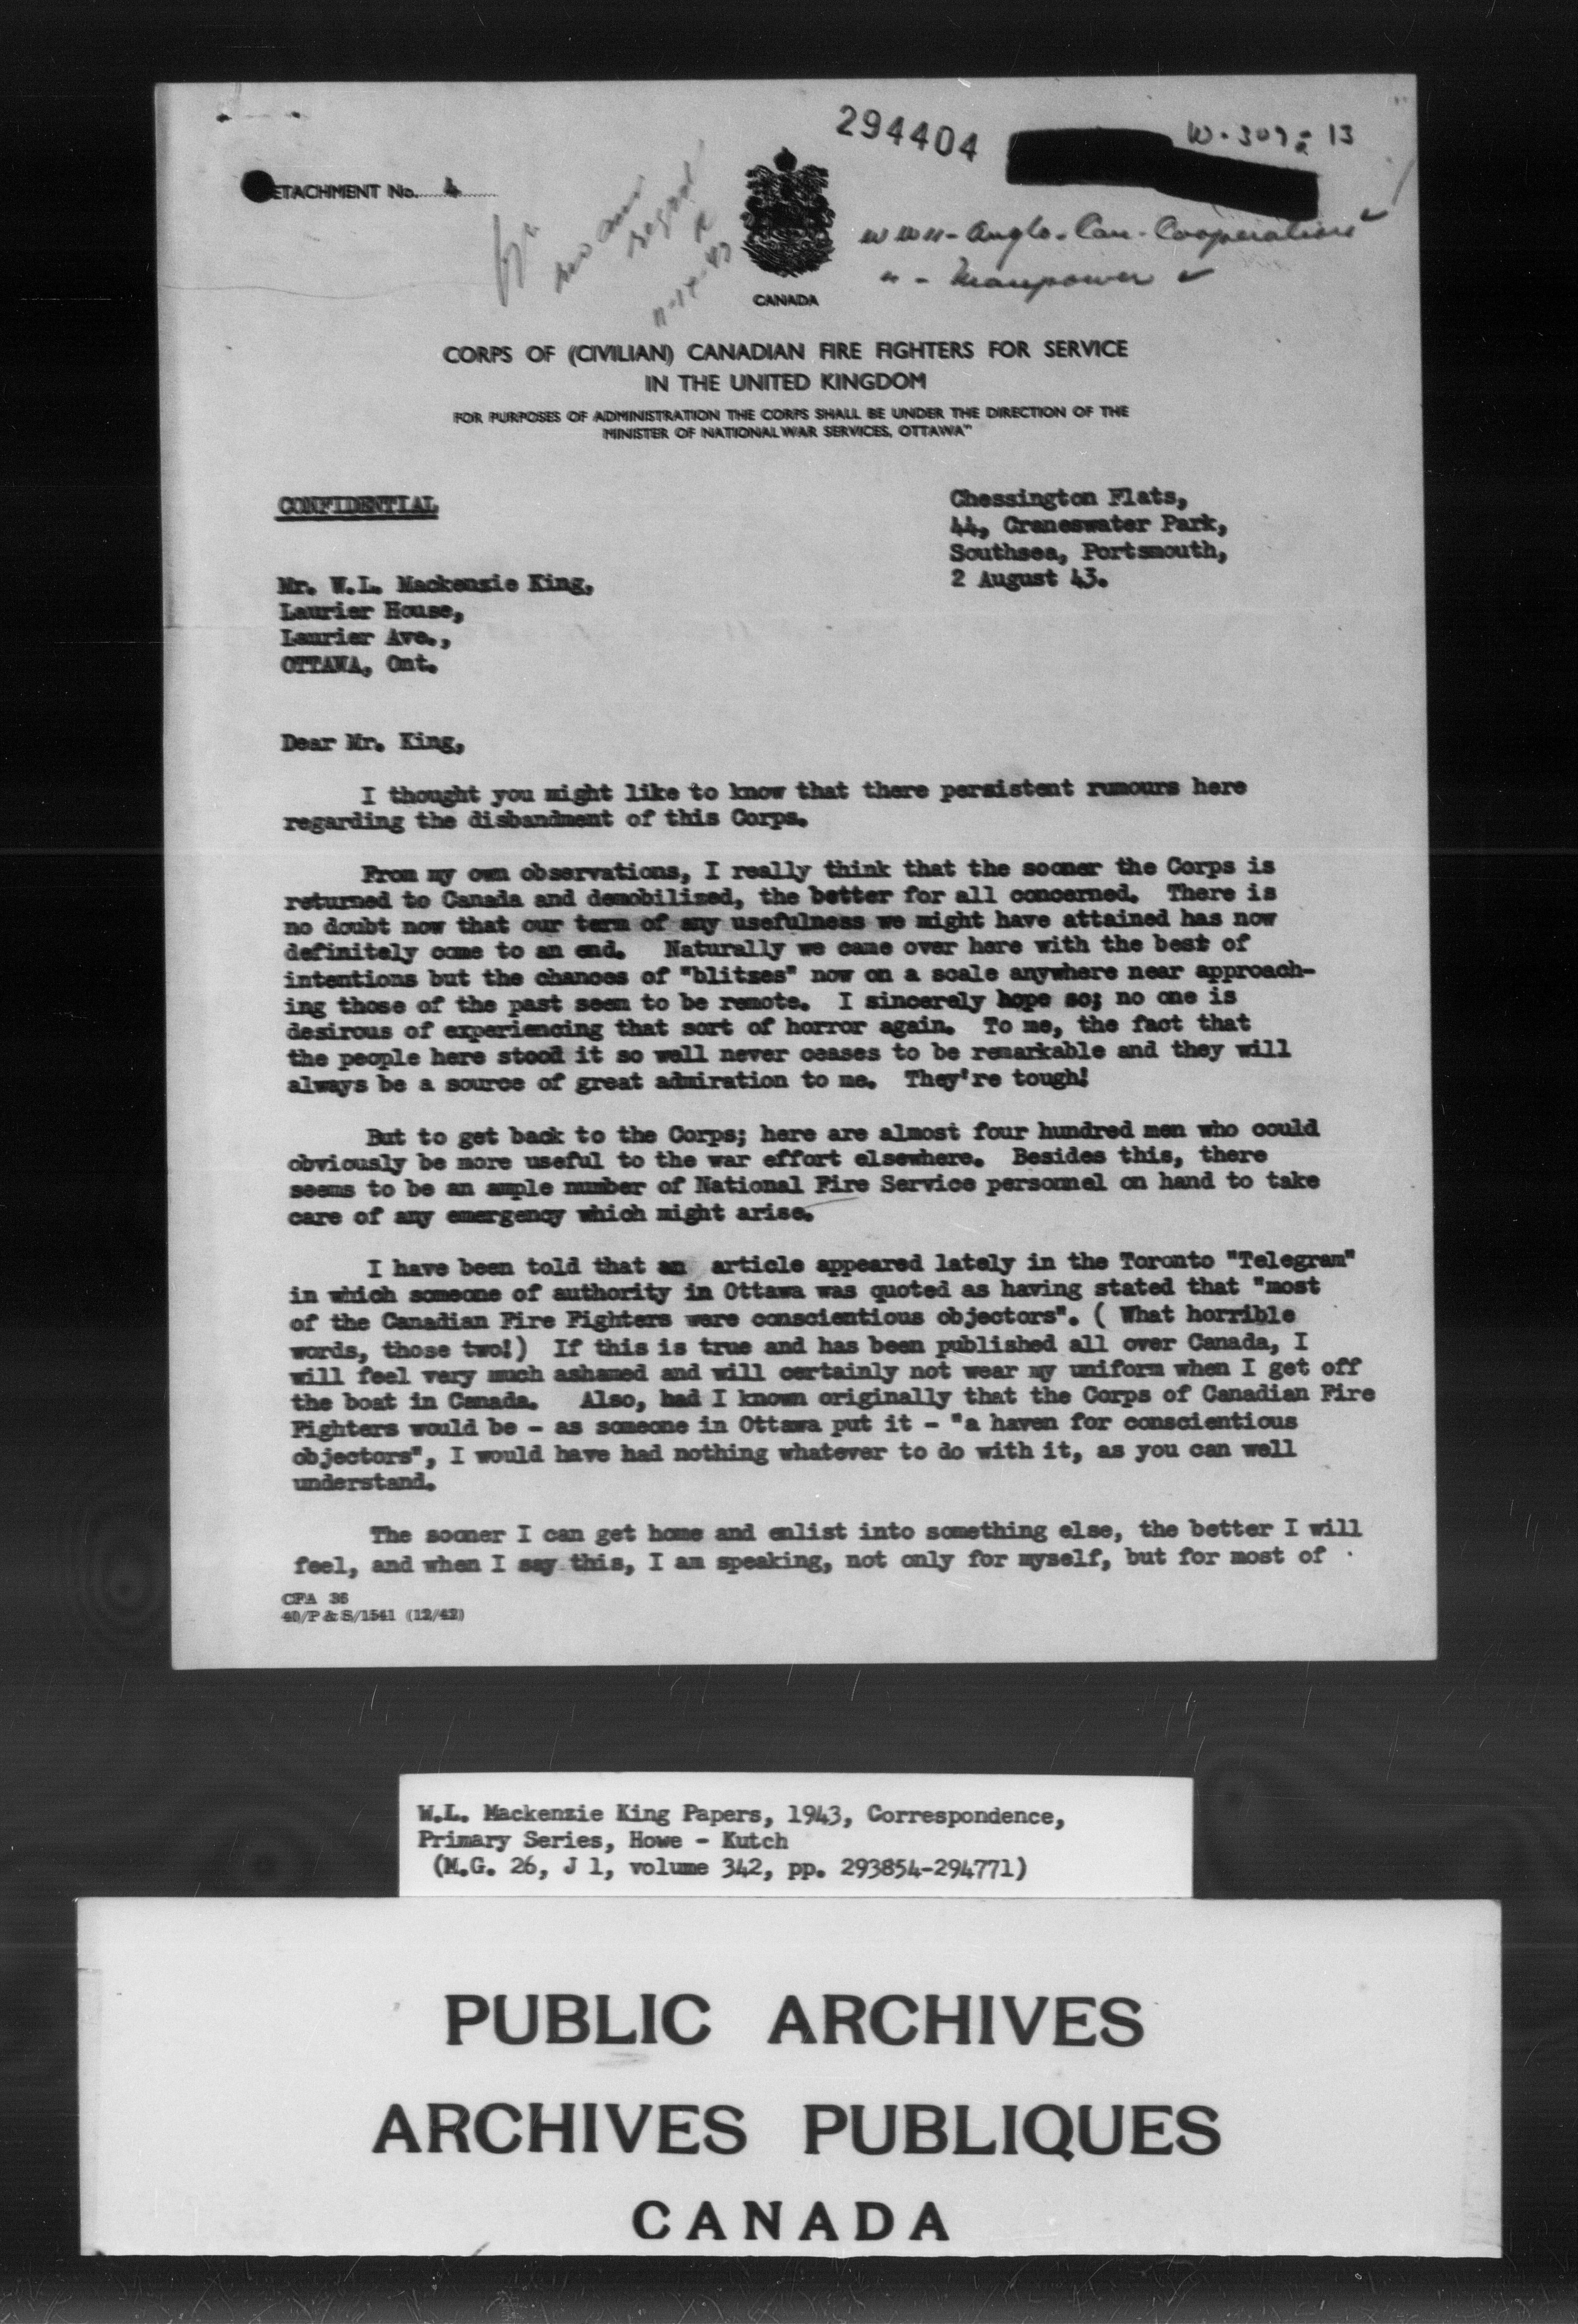 294404
W-309-13
DETACHMENT No. 4
W W II - Anglo-Can-Cooperation
" - Manpower
CANADA
CORPS OF (CIVILIAN) CANADIAN FIRE FIGHTERS FOR SERVICE
IN THE UNITED KINGDOM
FOR PURPOSES OF ADMINISTRATION THE CORPS SHALL BE UNDER THE DIRECTION OF THE
MINISTER OF NATIONAL WAR SERVICES, OTTAWA"
CONFIDENTIAL
Chessington Flats,
44, Craneswater Park,
Southsea, Portsmouth,
2 August 43.
Mr. W.L. Mackenzie King,
Laurier House,
Laurier Ave.,
OTTAWA, Ont.
Dear Mr. King,
I thought you might like to know that there persistent rumours here
regarding the disbandment of this Corps.
From my own observations, I really think that the sooner the Corps is
returned to Canada and demobilized, the better for all concerned. There is
no doubt now that our term of any usefulness we might have attained has now
definitely come to an end. Naturally we came over here with the best of
intentions but the chances of "blitzes" now on a scale anywhere near approach-
ing those of the past seem to be remote. I sincerely hope so; no one is
desirous of experiencing that sort of horror again. To me, the fact that
the people here stood it so well never ceases to be remarkable and they will
always be a source of great admiration to me. They're tough!
But to get back to the Corps; here are almost four hundred men who could
obviously be more useful to the war effort elsewhere. Besides this, there
seems to be an ample number of National Fire Service personnel on hand to take
care of any emergency which might arise.
I have been told that an article appeared lately in the Toronto "Telegram"
in which someone of authority in Ottawa was quoted as having stated that "most
of the Canadian Fire Fighters were conscientious objectors". ( What horrible
words, those two!) If this is true and has been published all over Canada, I
will feel very much ashamed and will certainly not wear my uniform when I get off
the boat in Canada. Also, had I known originally that the Corps of Canadian Fire
Fighters would be - as someone in Ottawa put it - "a haven for conscientious
objectors", I would have had nothing whatever to do with it, as you can well
understand.
The sooner I can get home and enlist into something else, the better I will
feel, and when I say this, I am speaking, not only for myself, but for most of
CFA 36
40/P & S/1541 (12/42)
W.L. Mackenzie King Papers, 1943, Correspondence,
Primary Series, Howe - Kutch
(M.G. 26, J 1, volume 342, pp. 293854-294771)
PUBLIC ARCHIVES
ARCHIVES PUBLIQUES
CANADA